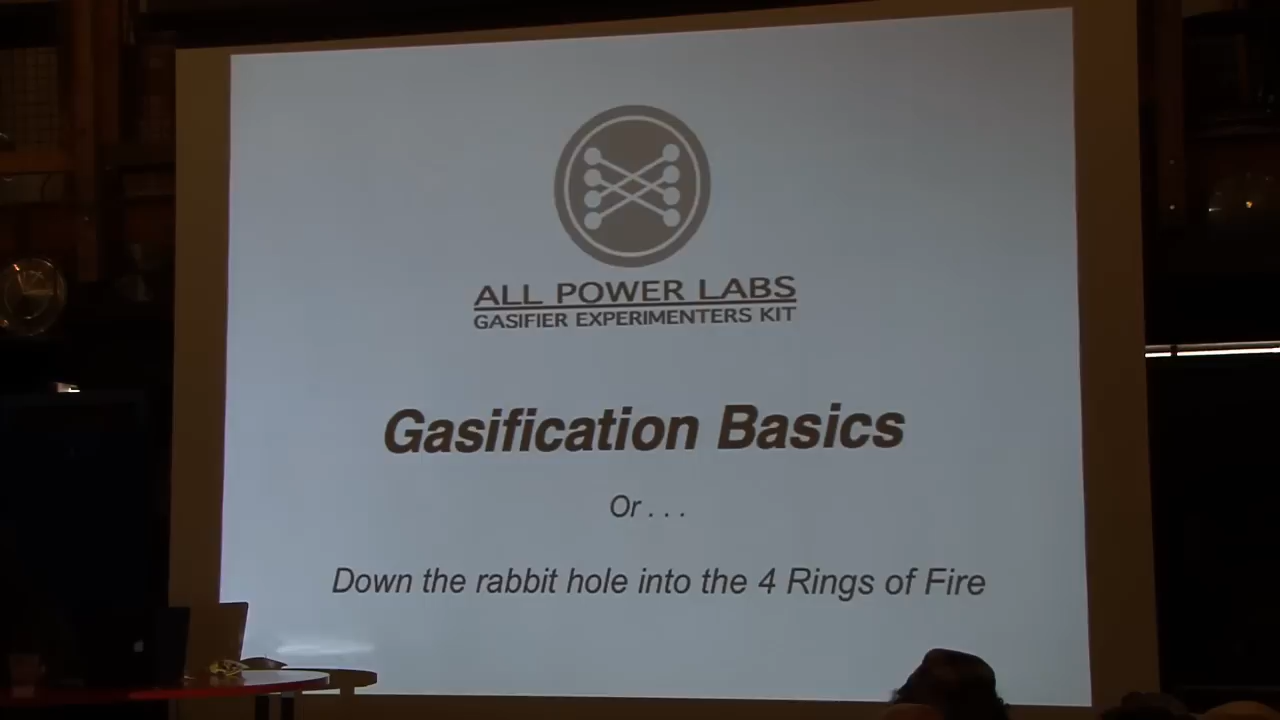 ALL POWER LABS
GASIFIER EXPERIMENTERS KIT
Gasification Basics
Or . . .
Down the rabbit hole into the 4 Rings of Fire